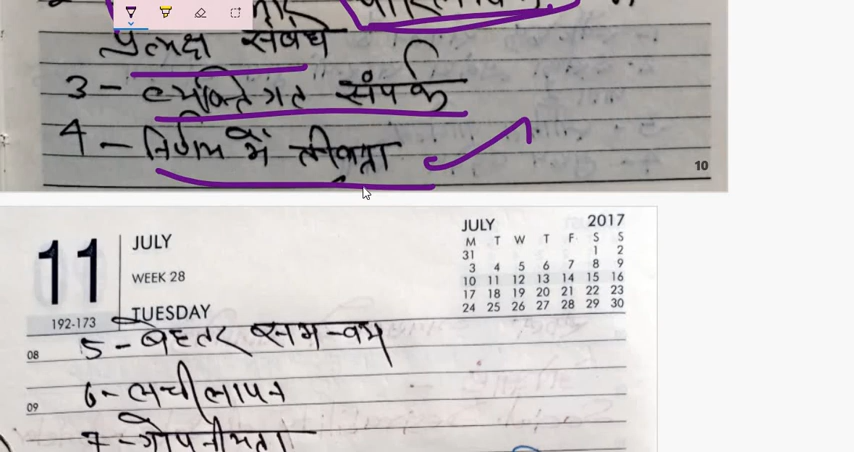 प्रत्यक्ष संबंध
3 - व्यक्तिगत संपर्क
4 - निर्णय में तीव्रता
10
11
JULY
WEEK 28
TUESDAY
192-173
JULY 2017
M T W T F S S
31 1 2
3 4 5 6 7 8 9
10 11 12 13 14 15 16
17 18 19 20 21 22 23
24 25 26 27 28 29 30
08
5 - बेहतर समन्वय
6 - लचीलापन
09
7 - गोपनीयता